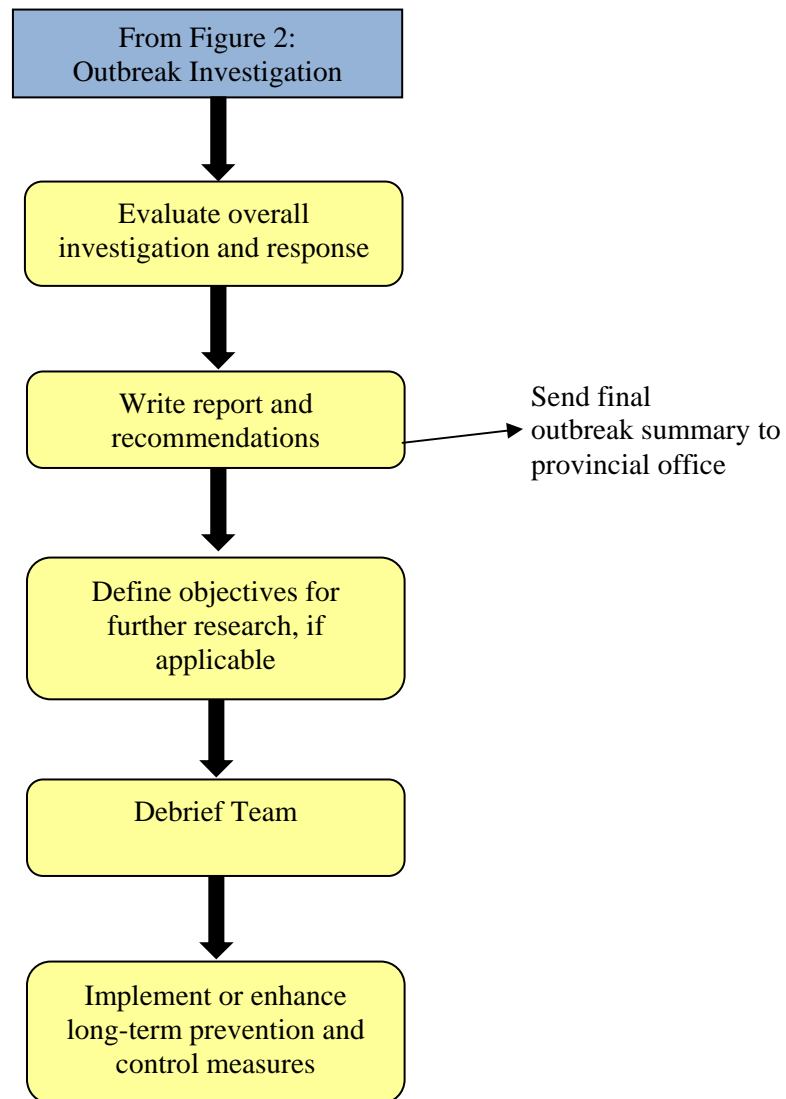 From Figure 2:
Outbreak Investigation
Evaluate overall
investigation and response
Write report and
recommendations
Send final
outbreak summary to
provincial office
Define objectives for
further research, if
applicable
Debrief Team
Implement or enhance
long-term prevention and
control measures